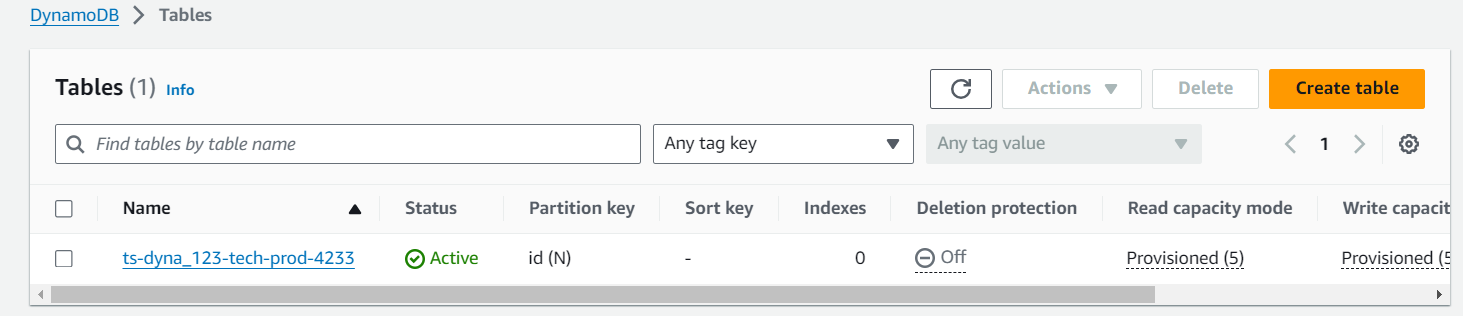 DynamoDB > Tables
Tables (1) Info
Actions Delete Create table
Find tables by table name Any tag key Any tag value 1
Name Status Partition key Sort key Indexes Deletion protection Read capacity mode Write capacit
ts-dyna_123-tech-prod-4233 Active id (N) - 0 Off Provisioned (5) Provisioned (5